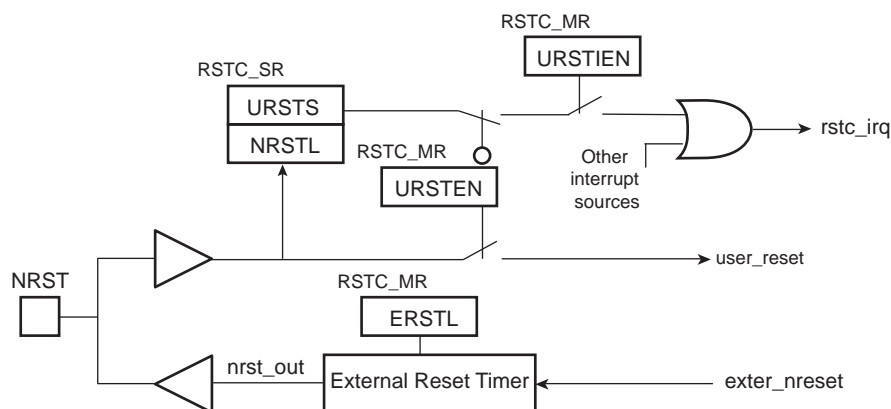 RSTC_MR
URSTIEN
RSTC_SR
URSTS
NRSTL
rstc_irq
RSTC_MR
URSTEN
Other
interrupt
sources
user_reset
NRST
RSTC_MR
ERSTL
nrst_out
External Reset Timer
exter_nreset